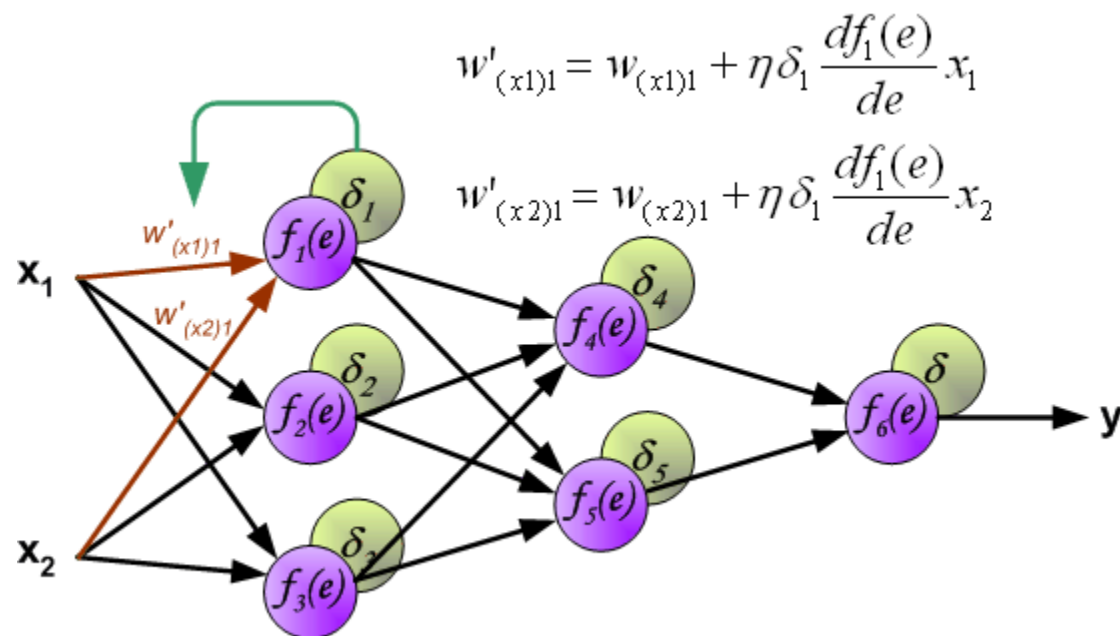 w'₍ₓ₁₎₁ = w₍ₓ₁₎₁ + η δ₁ df₁(e)/de x₁
w'₍ₓ₂₎₁ = w₍ₓ₂₎₁ + η δ₁ df₁(e)/de x₂
δ₁
f₁(e)
w'₍ₓ₁₎₁
x₁
w'₍ₓ₂₎₁
δ₄
f₄(e)
δ₂
f₂(e)
δ
f₆(e)
y
δ₅
f₅(e)
x₂
δ₃
f₃(e)